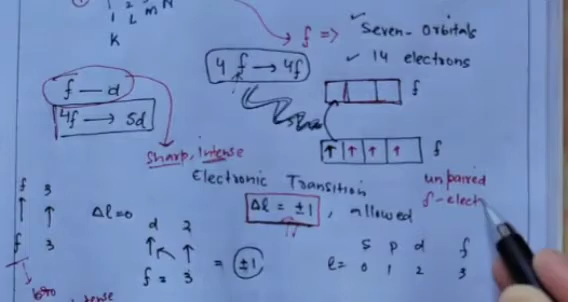 1 L M N
K
f => Seven-Orbitals
✓ 14 electrons
4f → 4f
f — d
4f → 5d
f
f
sharp, intense
Electronic Transition
unpaired
f-elect
Δl = ±1, allowed
f 3
Δl=0
d 2
f 3
f = 3 = ±1
s p d f
l= 0 1 2 3